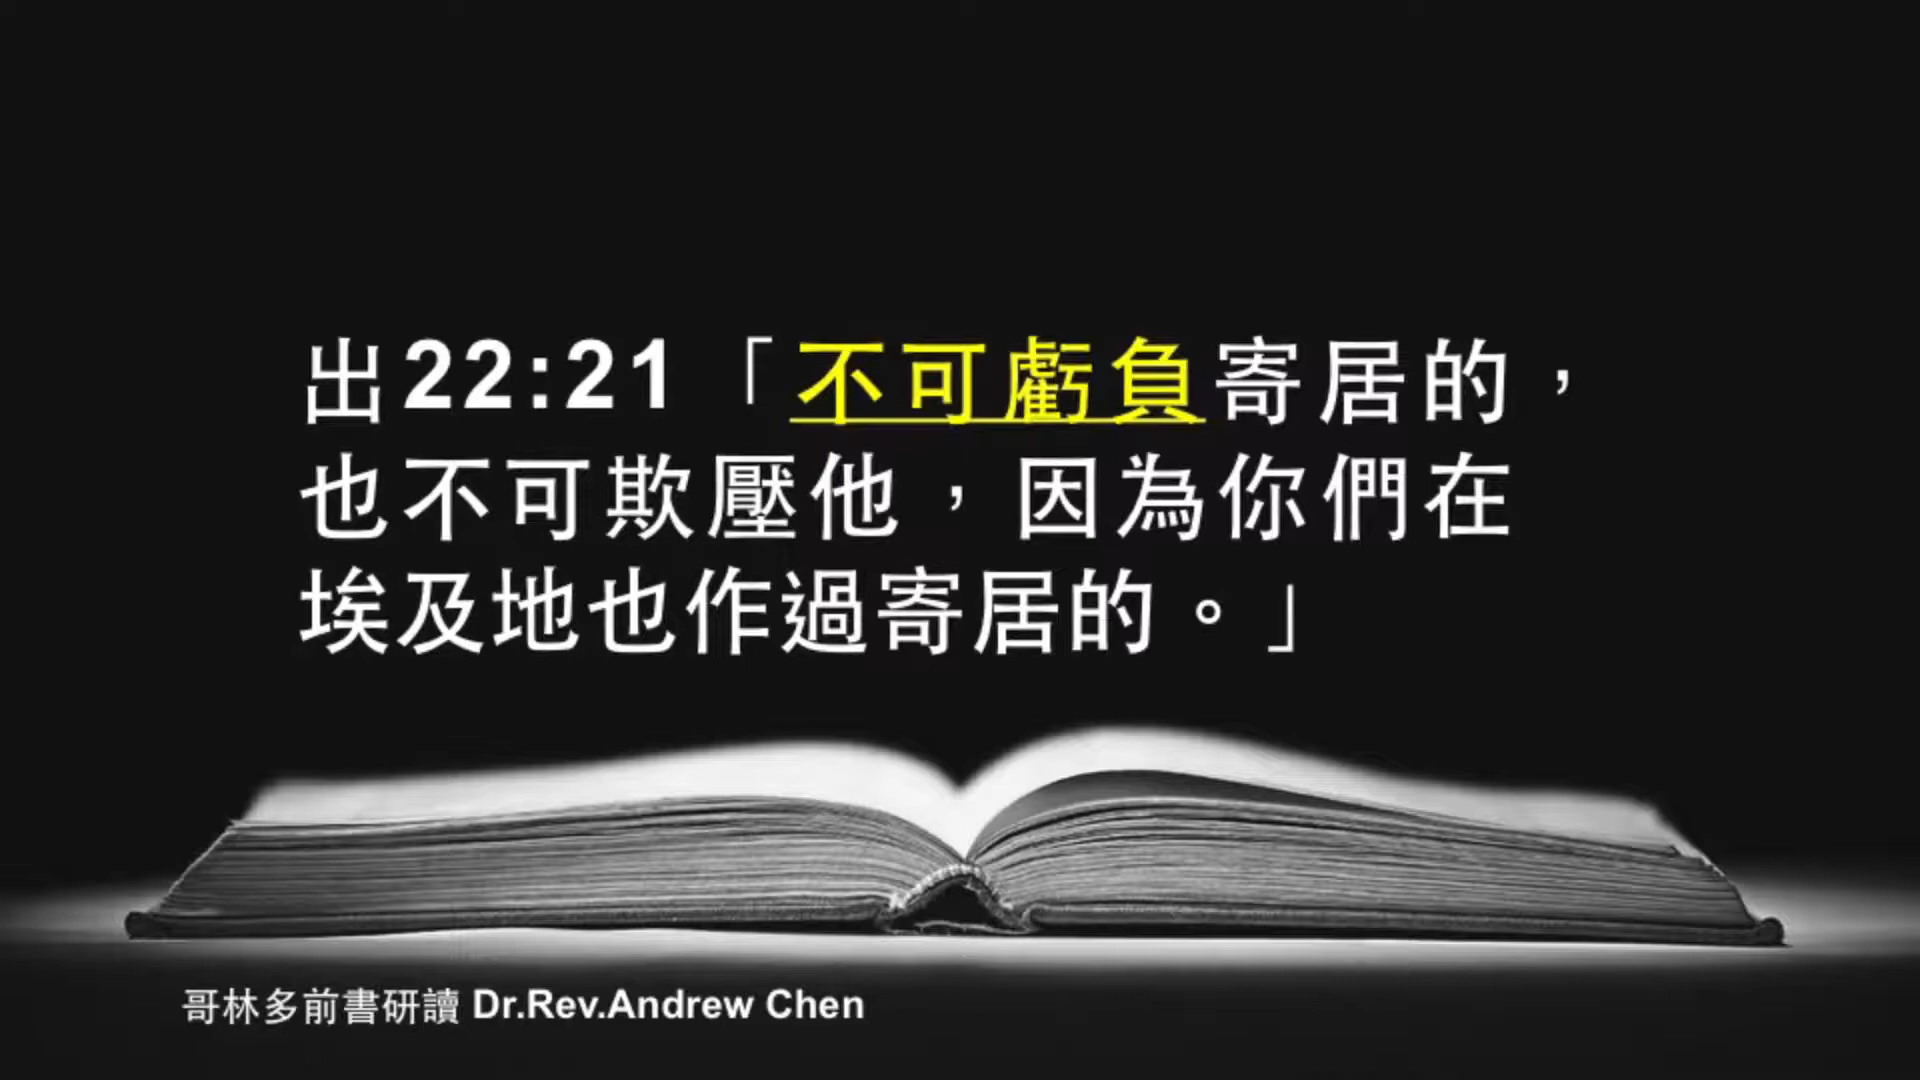 出22:21「不可虧負寄居的，
也不可欺壓他，因為你們在
埃及地也作過寄居的。」
哥林多前書研讀 Dr.Rev.Andrew Chen